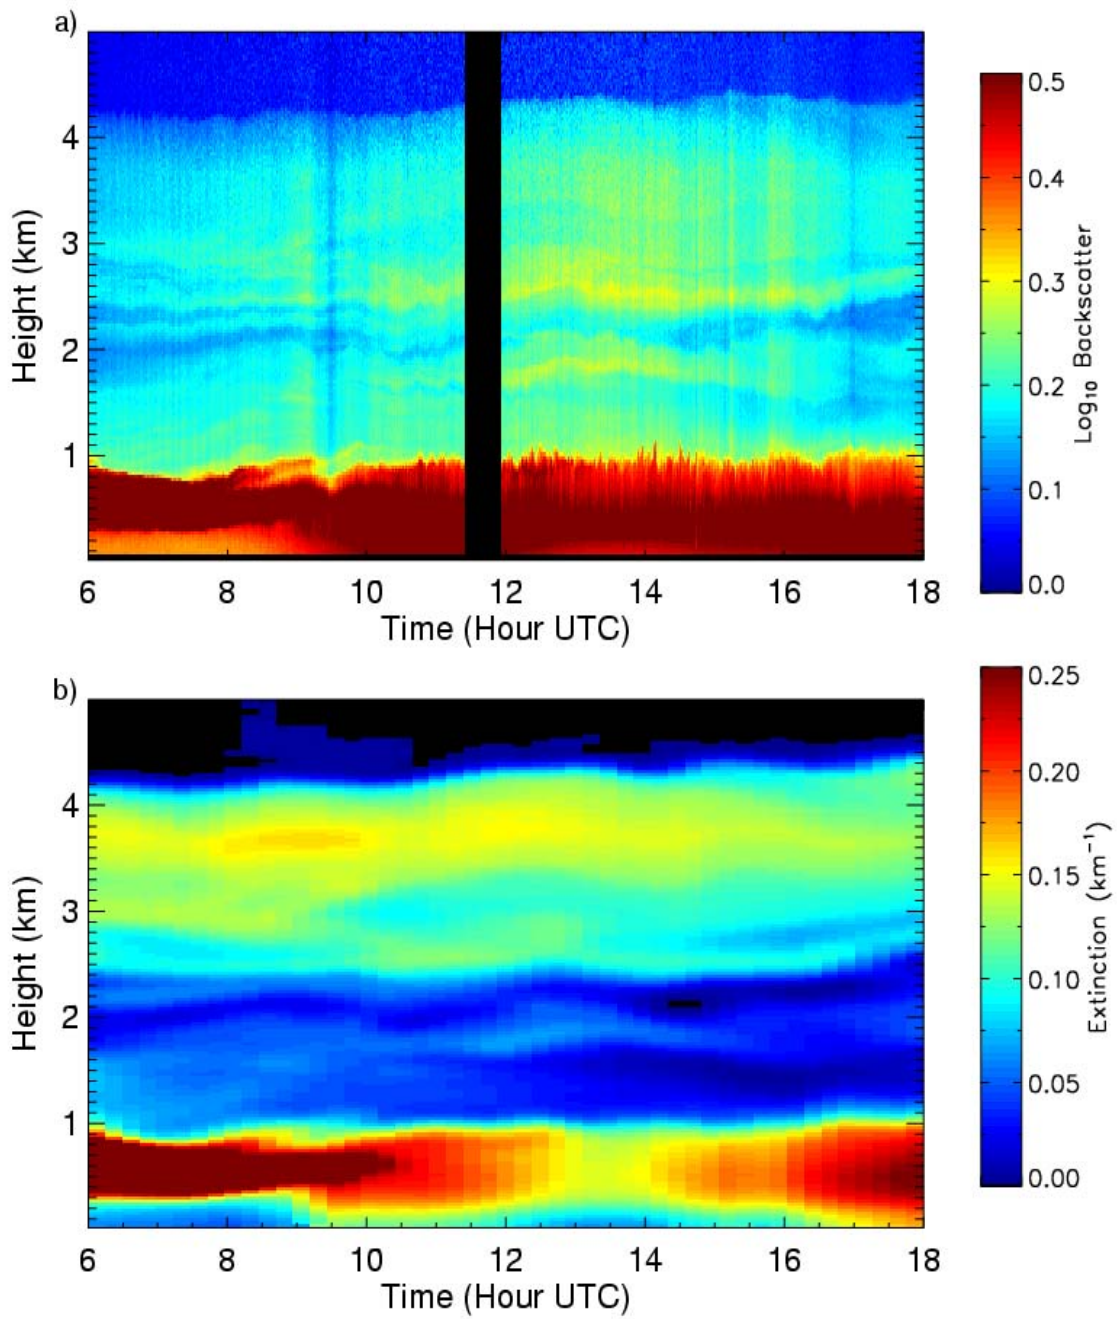 a)
Height (km)
4
3
2
1
6 8 10 12 14 16 18
Time (Hour UTC)
0.5
0.4
0.3
0.2
0.1
0.0
Log₁₀ Backscatter
b)
Height (km)
4
3
2
1
6 8 10 12 14 16 18
Time (Hour UTC)
0.25
0.20
0.15
0.10
0.05
0.00
Extinction (km⁻¹)